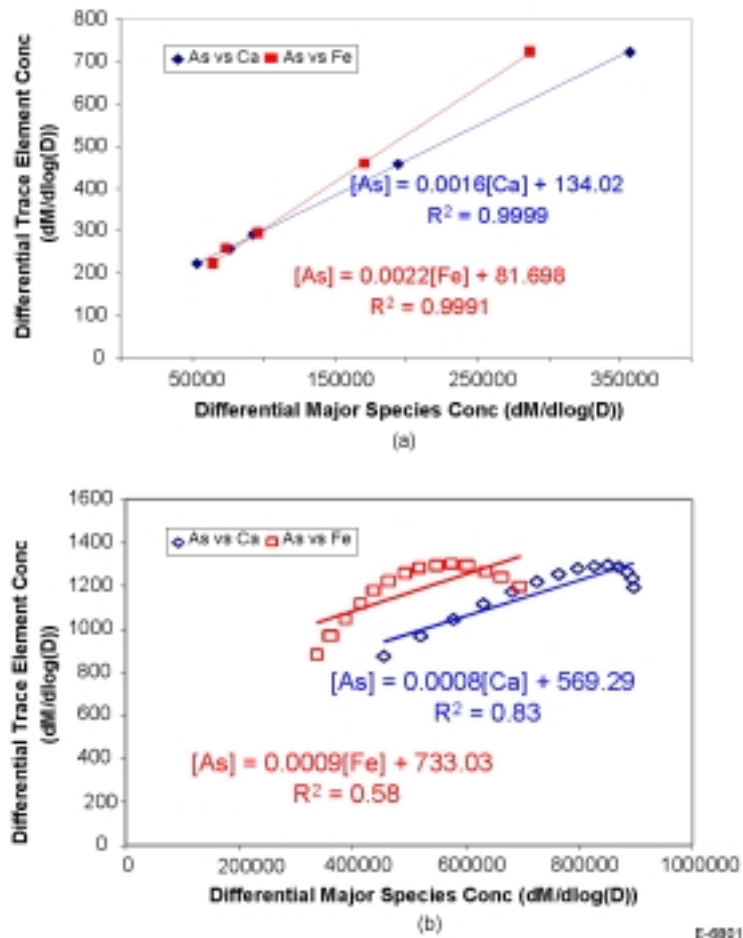 Differential Trace Element Conc
(dM/dlog(D))
800
700
600
500
400
300
200
100
0
As vs Ca As vs Fe
[As] = 0.0016[Ca] + 134.02
R² = 0.9999
[As] = 0.0022[Fe] + 81.698
R² = 0.9991
50000 150000 250000 350000
Differential Major Species Conc (dM/dlog(D))
(a)
Differential Trace Element Conc
(dM/dlog(D))
1600
1400
1200
1000
800
600
400
200
0
As vs Ca As vs Fe
[As] = 0.0008[Ca] + 569.29
R² = 0.83
[As] = 0.0009[Fe] + 733.03
R² = 0.58
0 200000 400000 600000 800000 1000000
Differential Major Species Conc (dM/dlog(D))
(b)